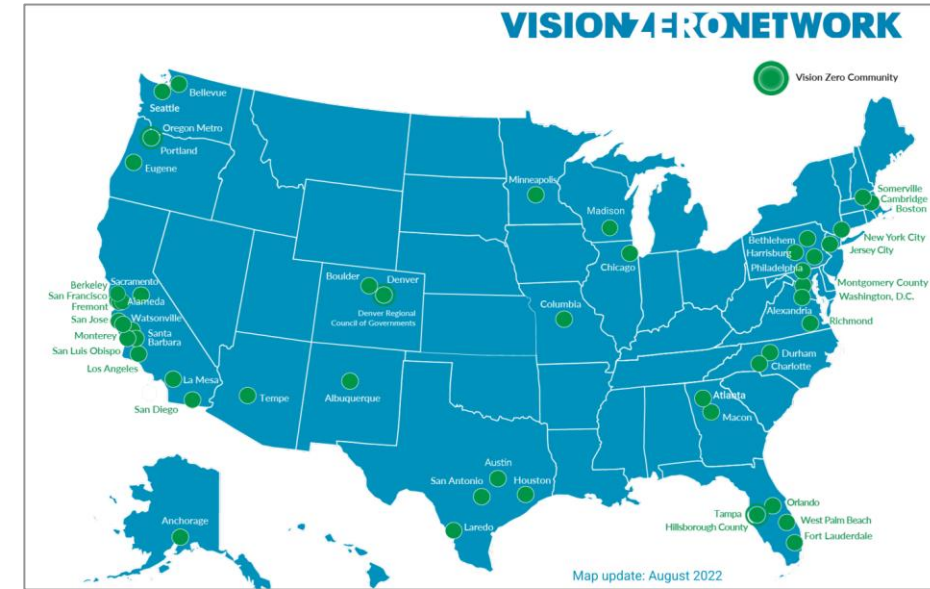 VISIONZERONETWORK
Vision Zero Community
Bellevue
Seattle
Oregon Metro
Portland
Eugene
Minneapolis
Madison
Chicago
Somerville
Cambridge
Boston
New York City
Bethlehem
Harrisburg
Jersey City
Philadelphia
Montgomery County
Washington, D.C.
Alexandria
Richmond
Berkeley
Sacramento
San Francisco
Alameda
Fremont
San Jose
Watsonville
Monterey
Santa
Barbara
San Luis Obispo
Los Angeles
La Mesa
San Diego
Boulder
Denver
Denver Regional
Council of Governments
Columbia
Durham
Charlotte
Tempe
Albuquerque
Atlanta
Macon
Austin
San Antonio
Houston
Laredo
Orlando
Tampa
Hillsborough County
West Palm Beach
Fort Lauderdale
Anchorage
Map update: August 2022